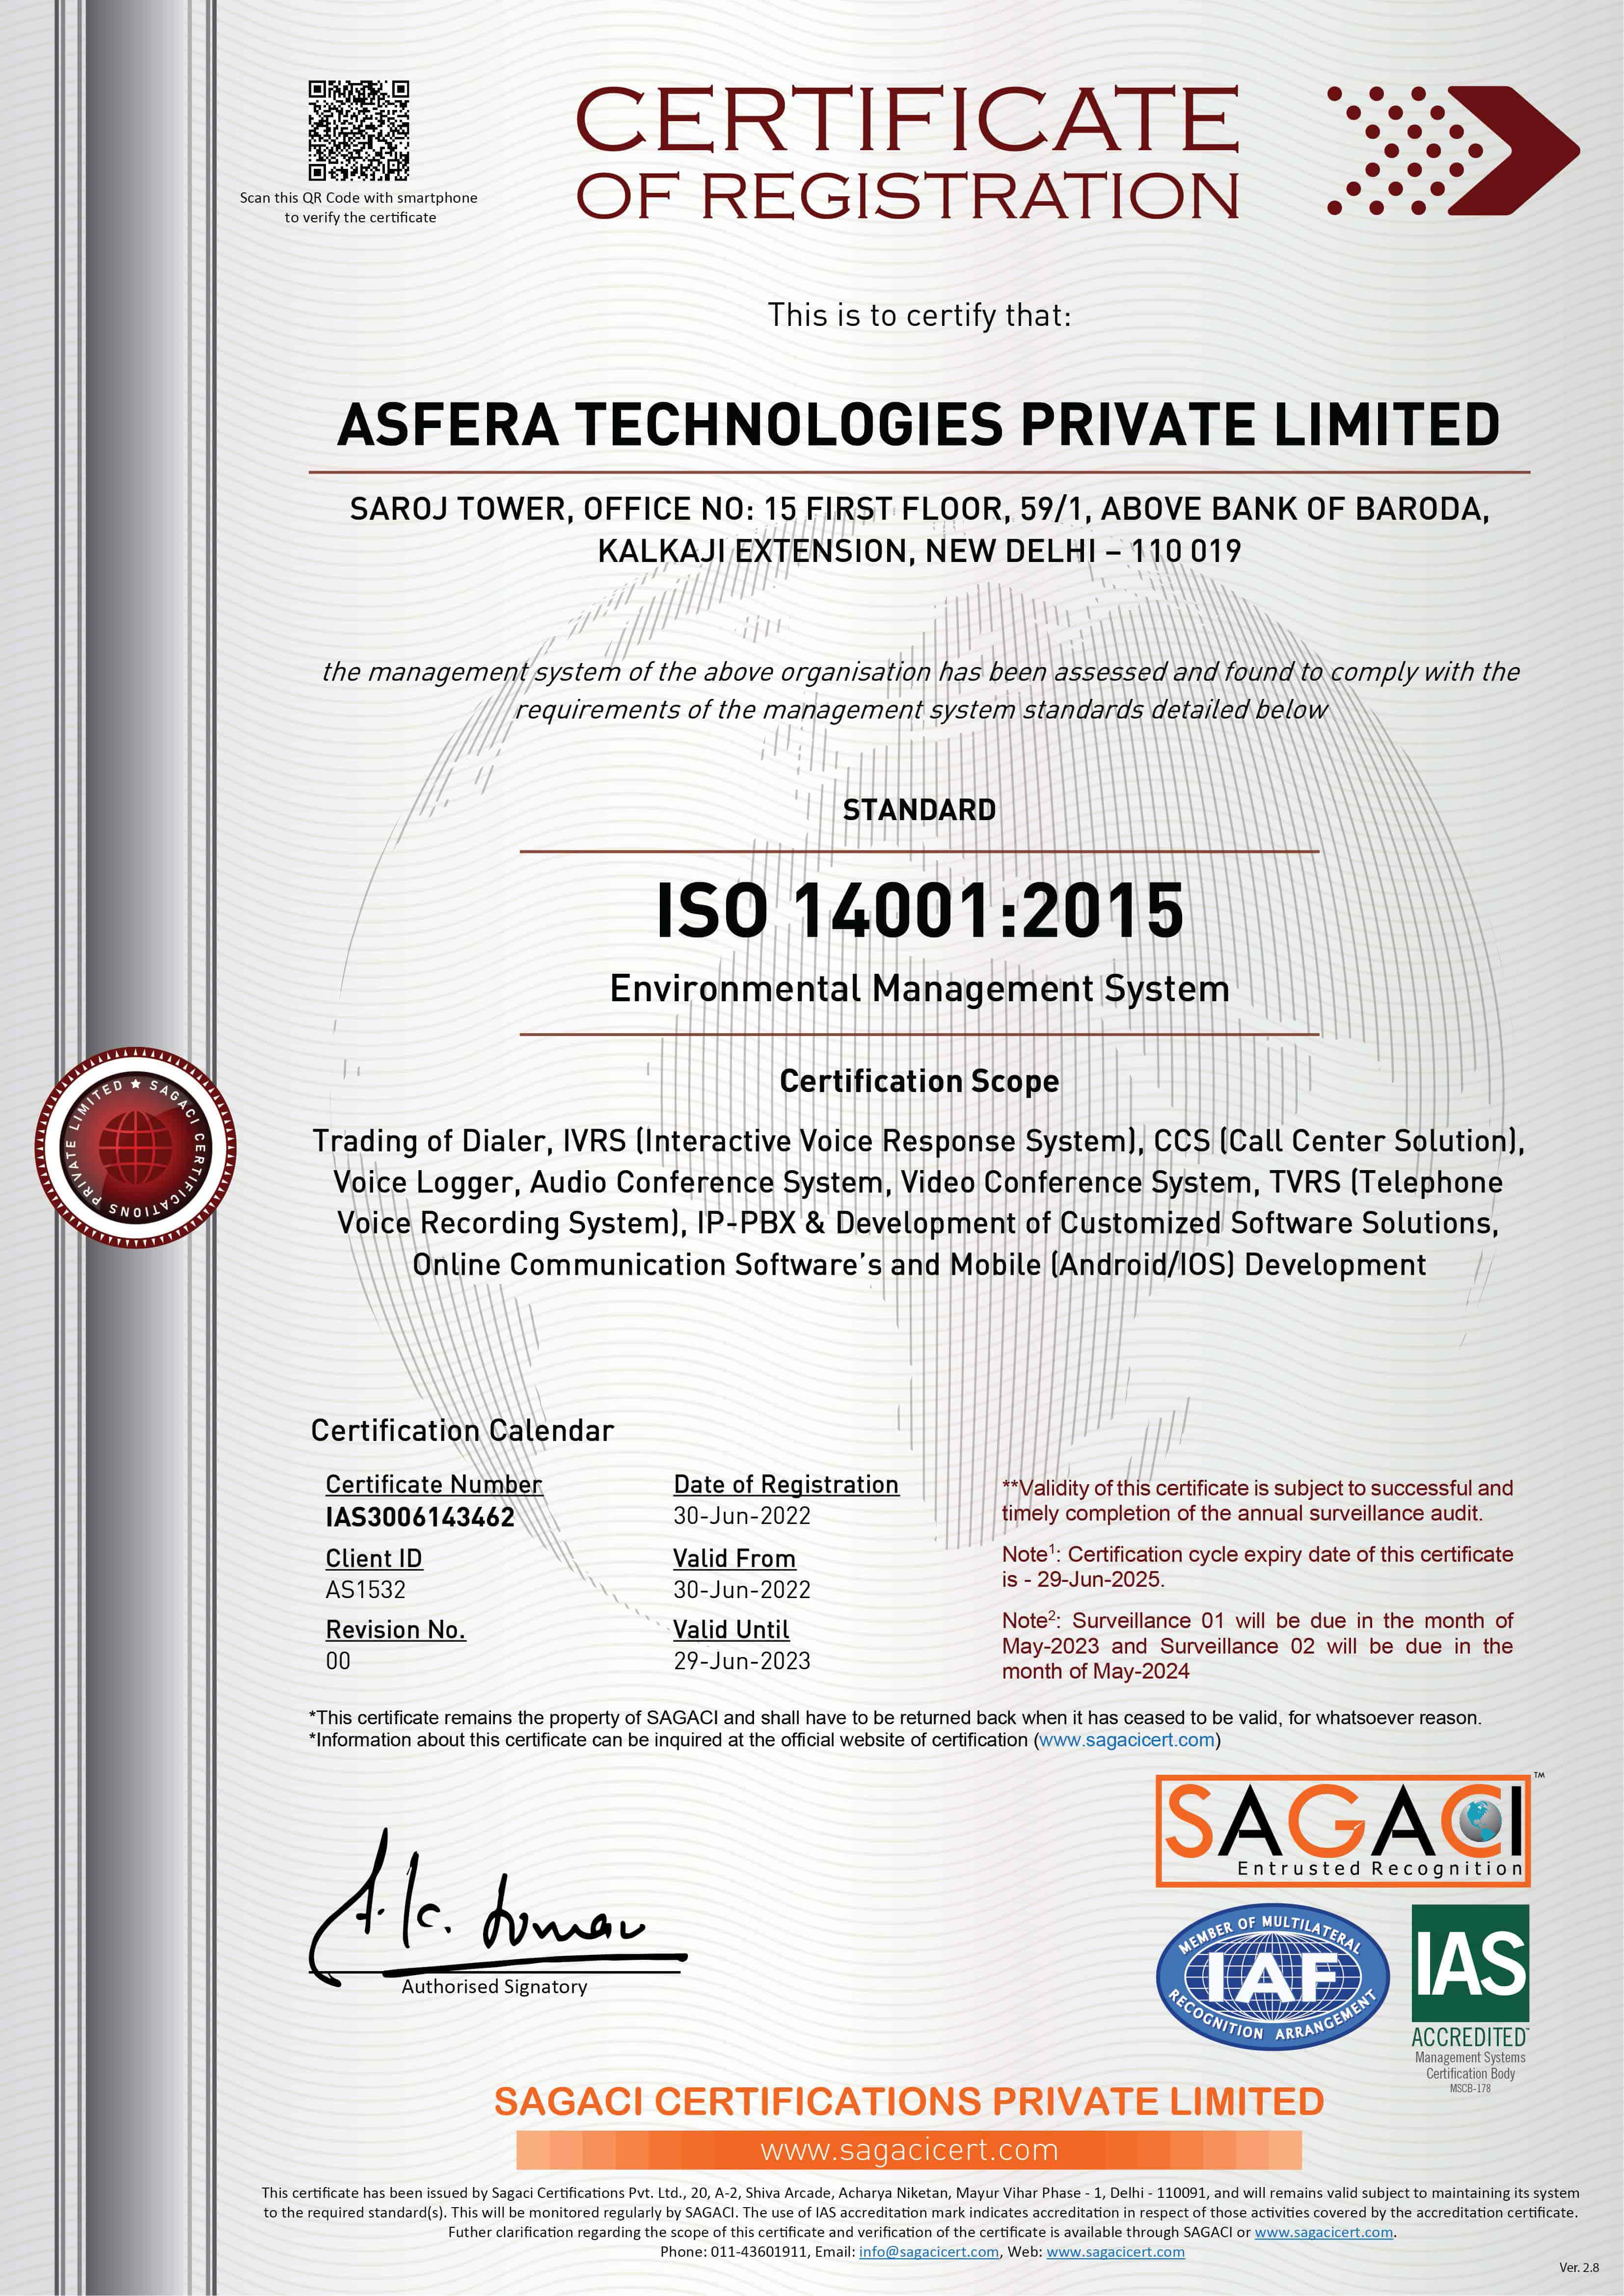 CERTIFICATE
OF REGISTRATION
Scan this QR Code with smartphone
to verify the certificate
This is to certify that:
ASFERA TECHNOLOGIES PRIVATE LIMITED
SAROJ TOWER, OFFICE NO: 15 FIRST FLOOR, 59/1, ABOVE BANK OF BARODA,
KALKAJI EXTENSION, NEW DELHI – 110 019
the management system of the above organisation has been assessed and found to comply with the
requirements of the management system standards detailed below
STANDARD
ISO 14001:2015
Environmental Management System
Certification Scope
Trading of Dialer, IVRS (Interactive Voice Response System), CCS (Call Center Solution),
Voice Logger, Audio Conference System, Video Conference System, TVRS (Telephone
Voice Recording System), IP-PBX & Development of Customized Software Solutions,
Online Communication Software's and Mobile (Android/IOS) Development
SAGACI CERTIFICATIONS PRIVATE LIMITED
Certification Calendar
Certificate Number
IAS3006143462
Client ID
AS1532
Revision No.
00
Date of Registration
30-Jun-2022
Valid From
30-Jun-2022
Valid Until
29-Jun-2023
**Validity of this certificate is subject to successful and
timely completion of the annual surveillance audit.
Note¹: Certification cycle expiry date of this certificate
is - 29-Jun-2025.
Note²: Surveillance 01 will be due in the month of
May-2023 and Surveillance 02 will be due in the
month of May-2024
*This certificate remains the property of SAGACI and shall have to be returned back when it has ceased to be valid, for whatsoever reason.
*Information about this certificate can be inquired at the official website of certification (www.sagacicert.com)
SAGACI TM
Entrusted Recognition
Authorised Signatory
MEMBER OF MULTILATERAL
IAF
RECOGNITION ARRANGEMENT
IAS
ACCREDITED
Management Systems
Certification Body
MSCB-178
SAGACI CERTIFICATIONS PRIVATE LIMITED
www.sagacicert.com
This certificate has been issued by Sagaci Certifications Pvt. Ltd., 20, A-2, Shiva Arcade, Acharya Niketan, Mayur Vihar Phase - 1, Delhi - 110091, and will remains valid subject to maintaining its system
to the required standard(s). This will be monitored regularly by SAGACI. The use of IAS accreditation mark indicates accreditation in respect of those activities covered by the accreditation certificate.
Futher clarification regarding the scope of this certificate and verification of the certificate is available through SAGACI or www.sagacicert.com.
Phone: 011-43601911, Email: info@sagacicert.com, Web: www.sagacicert.com
Ver. 2.8